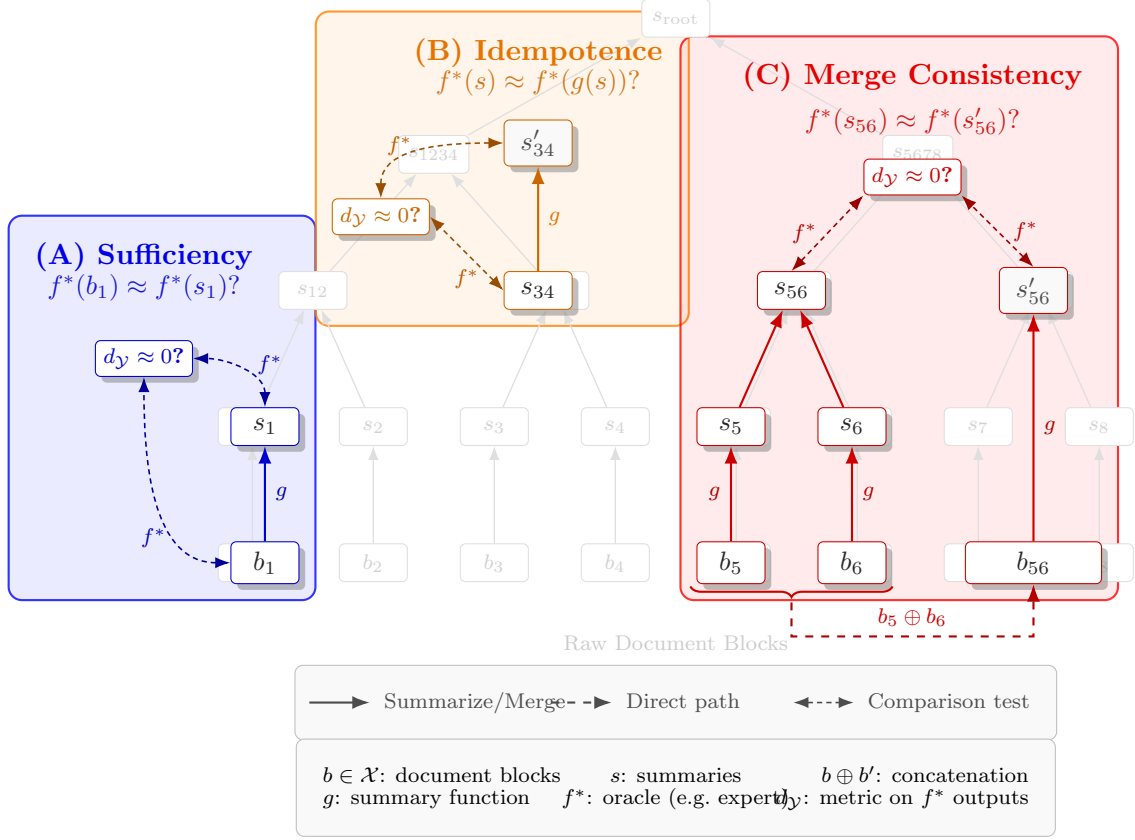 s_root
(B) Idempotence
f*(s) ≈ f*(g(s))?
(C) Merge Consistency
f*(s_56) ≈ f*(s′_56)?
f*
s_1234
s′_34
s_5678
d_𝒴 ≈ 0?
d_𝒴 ≈ 0?
g
f*
f*
(A) Sufficiency
f*(b_1) ≈ f*(s_1)?
f*
s_12
s_34
s_56
s′_56
d_𝒴 ≈ 0?
f*
s_1
s_2
s_3
s_4
s_5
s_6
s_7
g
s_8
g
g
g
f*
b_1
b_2
b_3
b_4
b_5
b_6
b_56
b_5 ⊕ b_6
Raw Document Blocks
Summarize/Merge
Direct path
Comparison test
b ∈ 𝒳: document blocks
s: summaries
b ⊕ b′: concatenation
g: summary function
f*: oracle (e.g. expert)
d_𝒴: metric on f* outputs